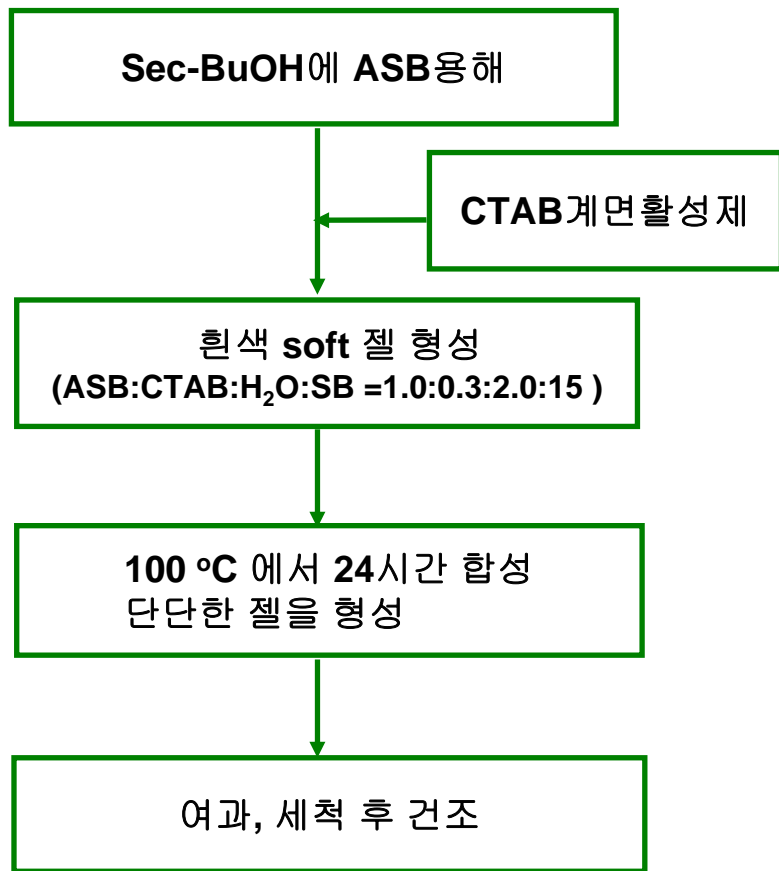 Sec-BuOH에 ASB용해
CTAB계면활성제
흰색 soft 젤 형성
(ASB:CTAB:H₂O:SB =1.0:0.3:2.0:15 )
100 ºC 에서 24시간 합성
단단한 젤을 형성
여과, 세척 후 건조